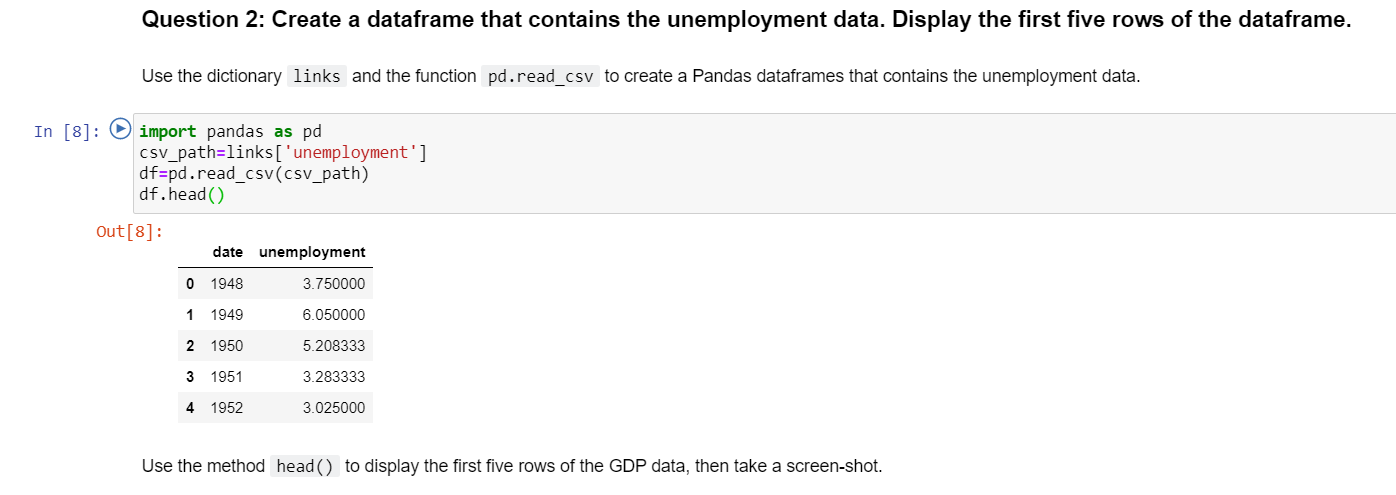 Question 2: Create a dataframe that contains the unemployment data. Display the first five rows of the dataframe.
Use the dictionary links and the function pd.read_csv to create a Pandas dataframes that contains the unemployment data.
In [8]: import pandas as pd
csv_path=links['unemployment']
df=pd.read_csv(csv_path)
df.head()
Out[8]:
date unemployment
0 1948 3.750000
1 1949 6.050000
2 1950 5.208333
3 1951 3.283333
4 1952 3.025000
Use the method head() to display the first five rows of the GDP data, then take a screen-shot.